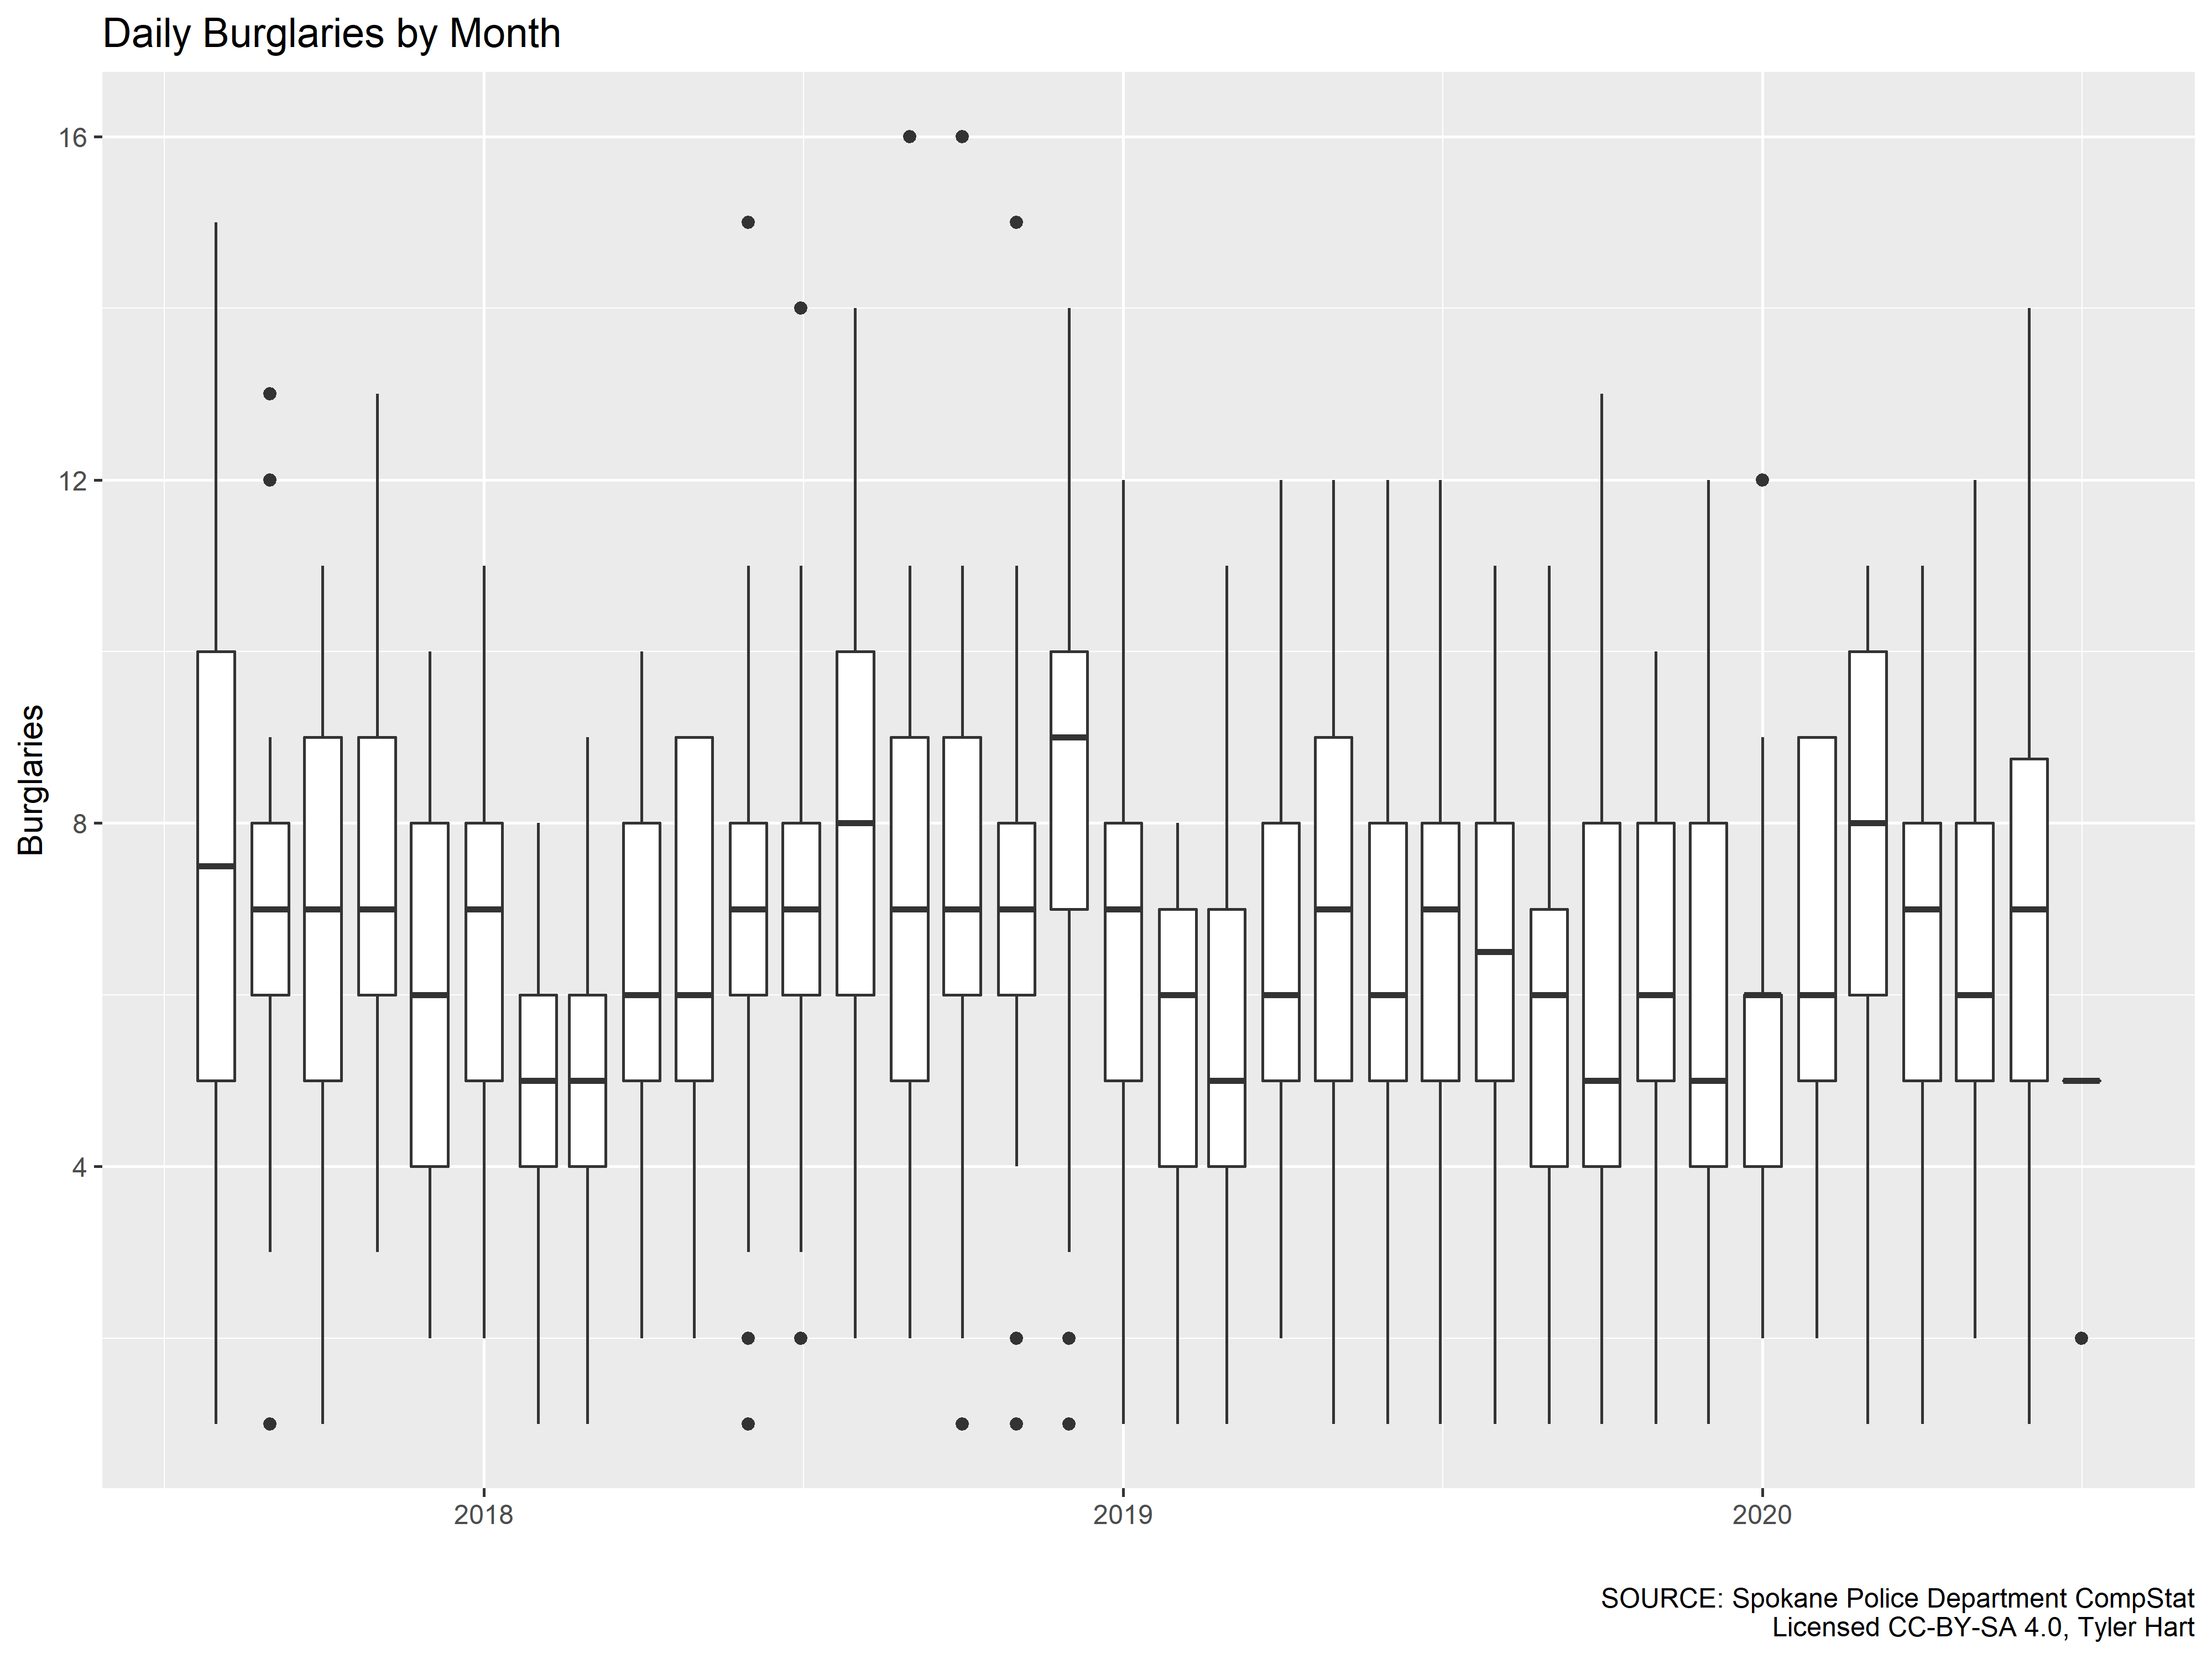 Daily Burglaries by Month
16
12
8
4
Burglaries
2018
2019
2020
SOURCE: Spokane Police Department CompStat
Licensed CC-BY-SA 4.0, Tyler Hart